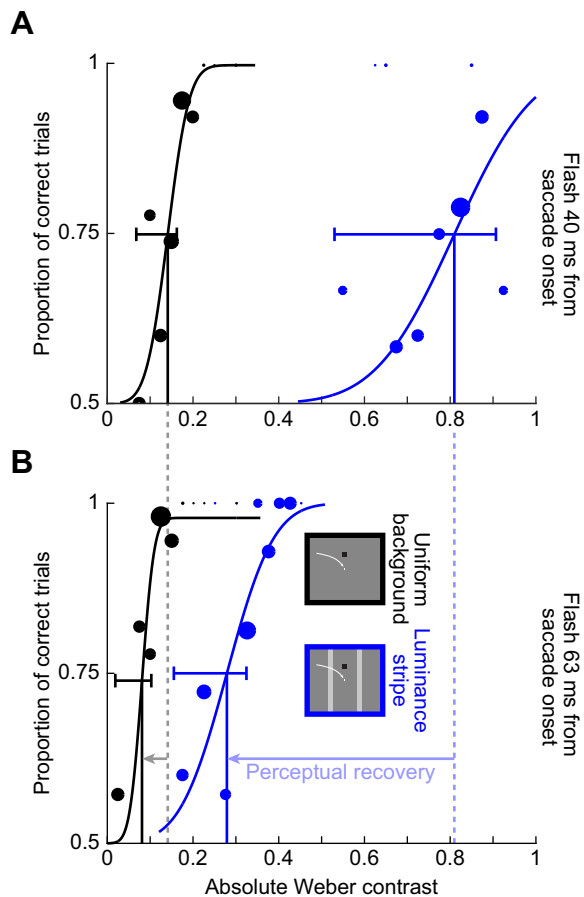 A
1
0.75
0.5
Proportion of correct trials
0
0.2
0.4
0.6
0.8
1
Flash 40 ms from
saccade onset
B
1
0.75
0.5
Proportion of correct trials
Uniform
background
Luminance
stripe
Perceptual recovery
0
0.2
0.4
0.6
0.8
1
Absolute Weber contrast
Flash 63 ms from
saccade onset